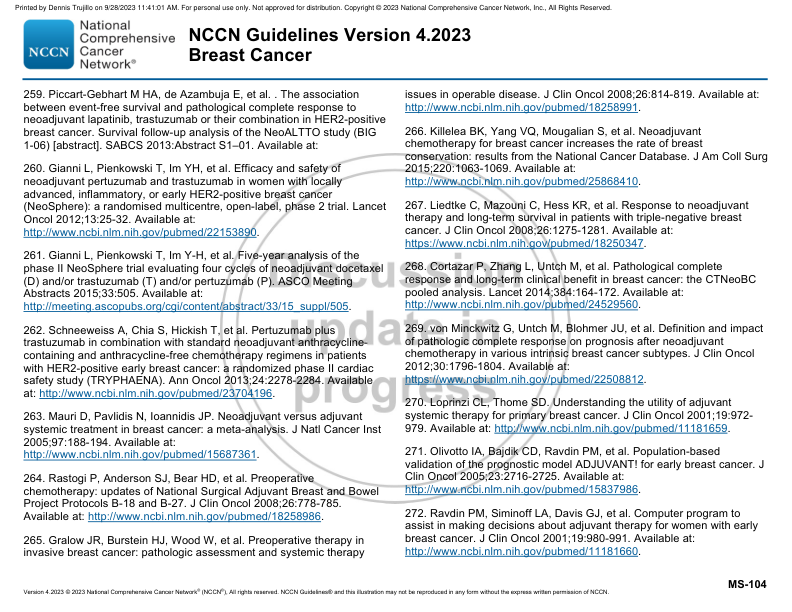 Printed by Dennis Trujillo on 9/28/2023 11:41:01 AM. For personal use only. Not approved for distribution. Copyright © 2023 National Comprehensive Cancer Network, Inc., All Rights Reserved.
NCCN
National
Comprehensive
Cancer
Network®
NCCN Guidelines Version 4.2023
Breast Cancer
259. Piccart-Gebhart M HA, de Azambuja E, et al. . The association
between event-free survival and pathological complete response to
neoadjuvant lapatinib, trastuzumab or their combination in HER2-positive
breast cancer. Survival follow-up analysis of the NeoALTTO study (BIG
1-06) [abstract]. SABCS 2013:Abstract S1–01. Available at:
260. Gianni L, Pienkowski T, Im YH, et al. Efficacy and safety of
neoadjuvant pertuzumab and trastuzumab in women with locally
advanced, inflammatory, or early HER2-positive breast cancer
(NeoSphere): a randomised multicentre, open-label, phase 2 trial. Lancet
Oncol 2012;13:25-32. Available at:
http://www.ncbi.nlm.nih.gov/pubmed/22153890.
261. Gianni L, Pienkowski T, Im Y-H, et al. Five-year analysis of the
phase II NeoSphere trial evaluating four cycles of neoadjuvant docetaxel
(D) and/or trastuzumab (T) and/or pertuzumab (P). ASCO Meeting
Abstracts 2015;33:505. Available at:
http://meeting.ascopubs.org/cgi/content/abstract/33/15_suppl/505.
262. Schneeweiss A, Chia S, Hickish T, et al. Pertuzumab plus
trastuzumab in combination with standard neoadjuvant anthracycline-
containing and anthracycline-free chemotherapy regimens in patients
with HER2-positive early breast cancer: a randomized phase II cardiac
safety study (TRYPHAENA). Ann Oncol 2013;24:2278-2284. Available
at: http://www.ncbi.nlm.nih.gov/pubmed/23704196.
263. Mauri D, Pavlidis N, Ioannidis JP. Neoadjuvant versus adjuvant
systemic treatment in breast cancer: a meta-analysis. J Natl Cancer Inst
2005;97:188-194. Available at:
http://www.ncbi.nlm.nih.gov/pubmed/15687361.
264. Rastogi P, Anderson SJ, Bear HD, et al. Preoperative
chemotherapy: updates of National Surgical Adjuvant Breast and Bowel
Project Protocols B-18 and B-27. J Clin Oncol 2008;26:778-785.
Available at: http://www.ncbi.nlm.nih.gov/pubmed/18258986.
265. Gralow JR, Burstein HJ, Wood W, et al. Preoperative therapy in
invasive breast cancer: pathologic assessment and systemic therapy
issues in operable disease. J Clin Oncol 2008;26:814-819. Available at:
http://www.ncbi.nlm.nih.gov/pubmed/18258991.
266. Killelea BK, Yang VQ, Mougalian S, et al. Neoadjuvant
chemotherapy for breast cancer increases the rate of breast
conservation: results from the National Cancer Database. J Am Coll Surg
2015;220:1063-1069. Available at:
http://www.ncbi.nlm.nih.gov/pubmed/25868410.
267. Liedtke C, Mazouni C, Hess KR, et al. Response to neoadjuvant
therapy and long-term survival in patients with triple-negative breast
cancer. J Clin Oncol 2008;26:1275-1281. Available at:
https://www.ncbi.nlm.nih.gov/pubmed/18250347.
268. Cortazar P, Zhang L, Untch M, et al. Pathological complete
response and long-term clinical benefit in breast cancer: the CTNeoBC
pooled analysis. Lancet 2014;384:164-172. Available at:
http://www.ncbi.nlm.nih.gov/pubmed/24529560.
269. von Minckwitz G, Untch M, Blohmer JU, et al. Definition and impact
of pathologic complete response on prognosis after neoadjuvant
chemotherapy in various intrinsic breast cancer subtypes. J Clin Oncol
2012;30:1796-1804. Available at:
https://www.ncbi.nlm.nih.gov/pubmed/22508812.
270. Loprinzi CL, Thome SD. Understanding the utility of adjuvant
systemic therapy for primary breast cancer. J Clin Oncol 2001;19:972-
979. Available at: http://www.ncbi.nlm.nih.gov/pubmed/11181659.
271. Olivotto IA, Bajdik CD, Ravdin PM, et al. Population-based
validation of the prognostic model ADJUVANT! for early breast cancer. J
Clin Oncol 2005;23:2716-2725. Available at:
http://www.ncbi.nlm.nih.gov/pubmed/15837986.
272. Ravdin PM, Siminoff LA, Davis GJ, et al. Computer program to
assist in making decisions about adjuvant therapy for women with early
breast cancer. J Clin Oncol 2001;19:980-991. Available at:
http://www.ncbi.nlm.nih.gov/pubmed/11181660.
Discussion
update in
progress
MS-104
Version 4.2023 © 2023 National Comprehensive Cancer Network® (NCCN®), All rights reserved. NCCN Guidelines® and this illustration may not be reproduced in any form without the express written permission of NCCN.